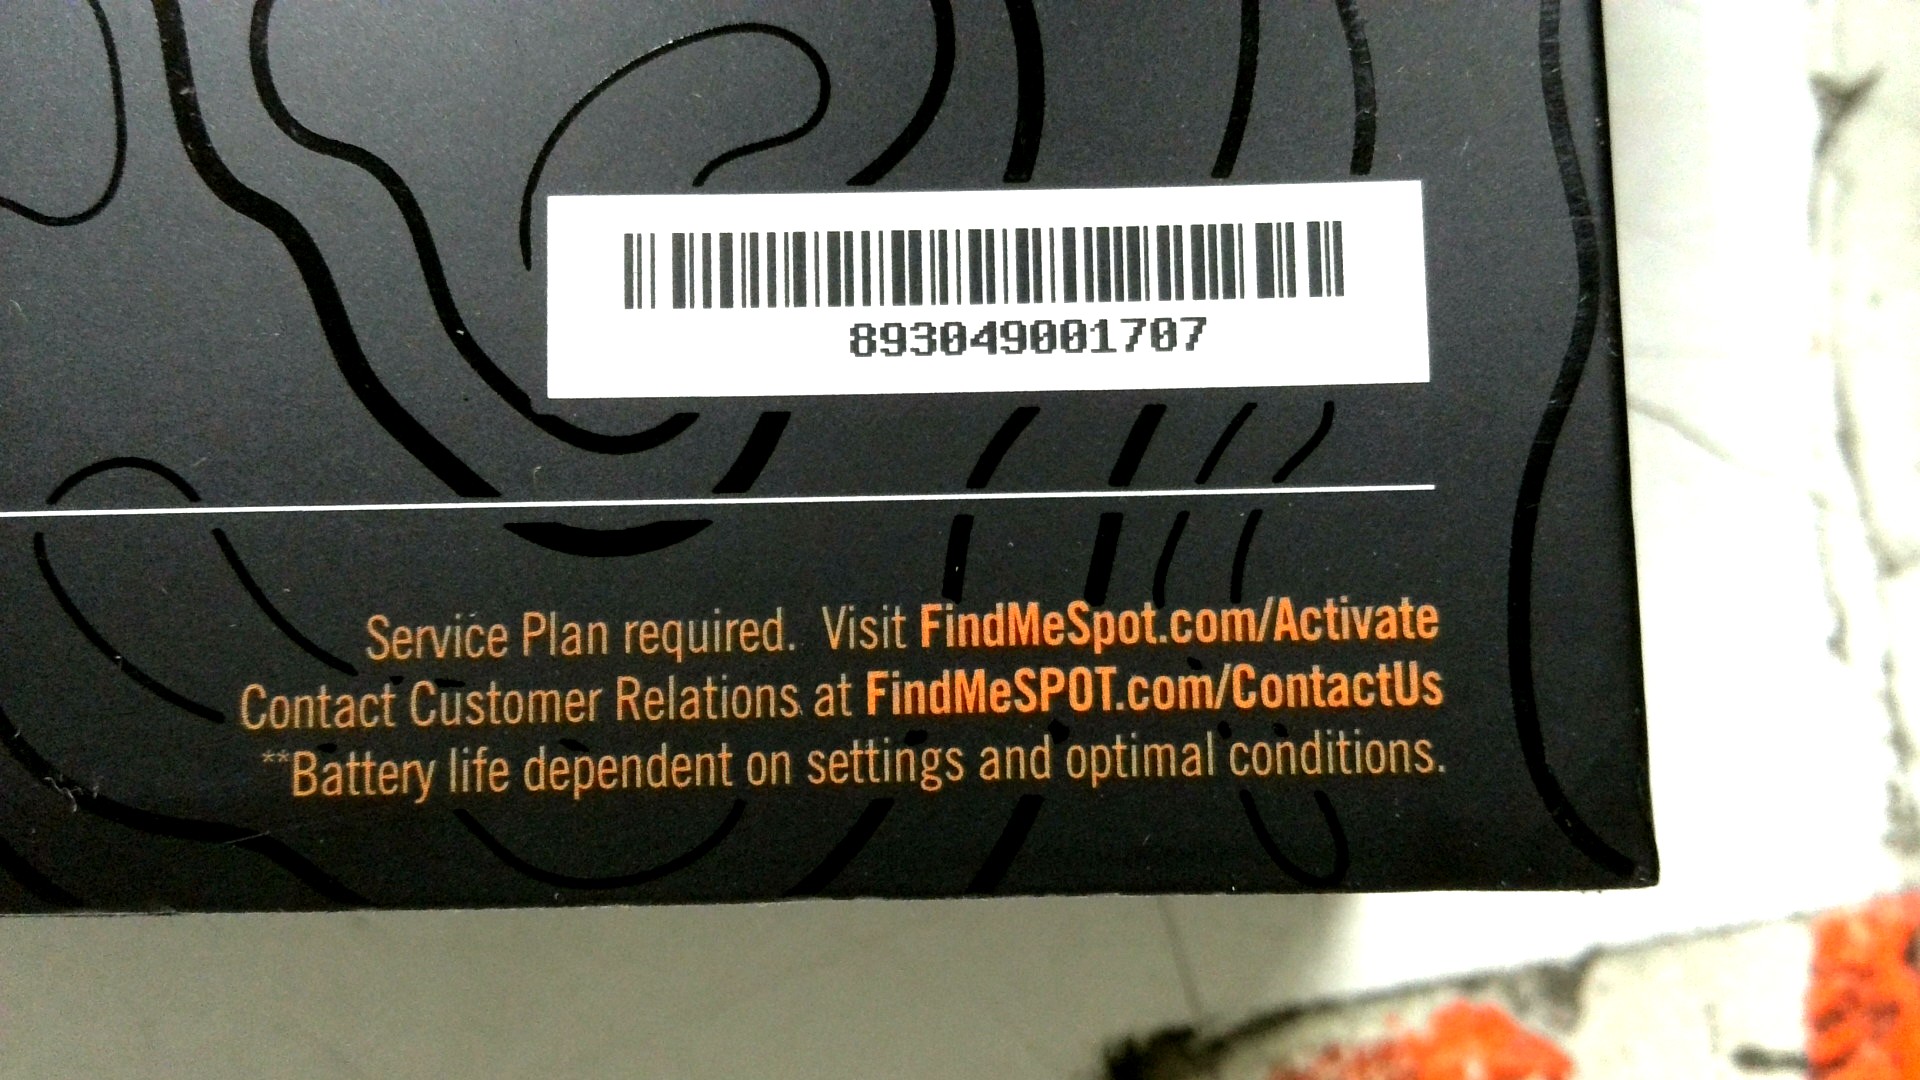 893049001707
Service Plan required. Visit FindMeSpot.com/Activate
Contact Customer Relations at FindMeSPOT.com/ContactUs
**Battery life dependent on settings and optimal conditions.